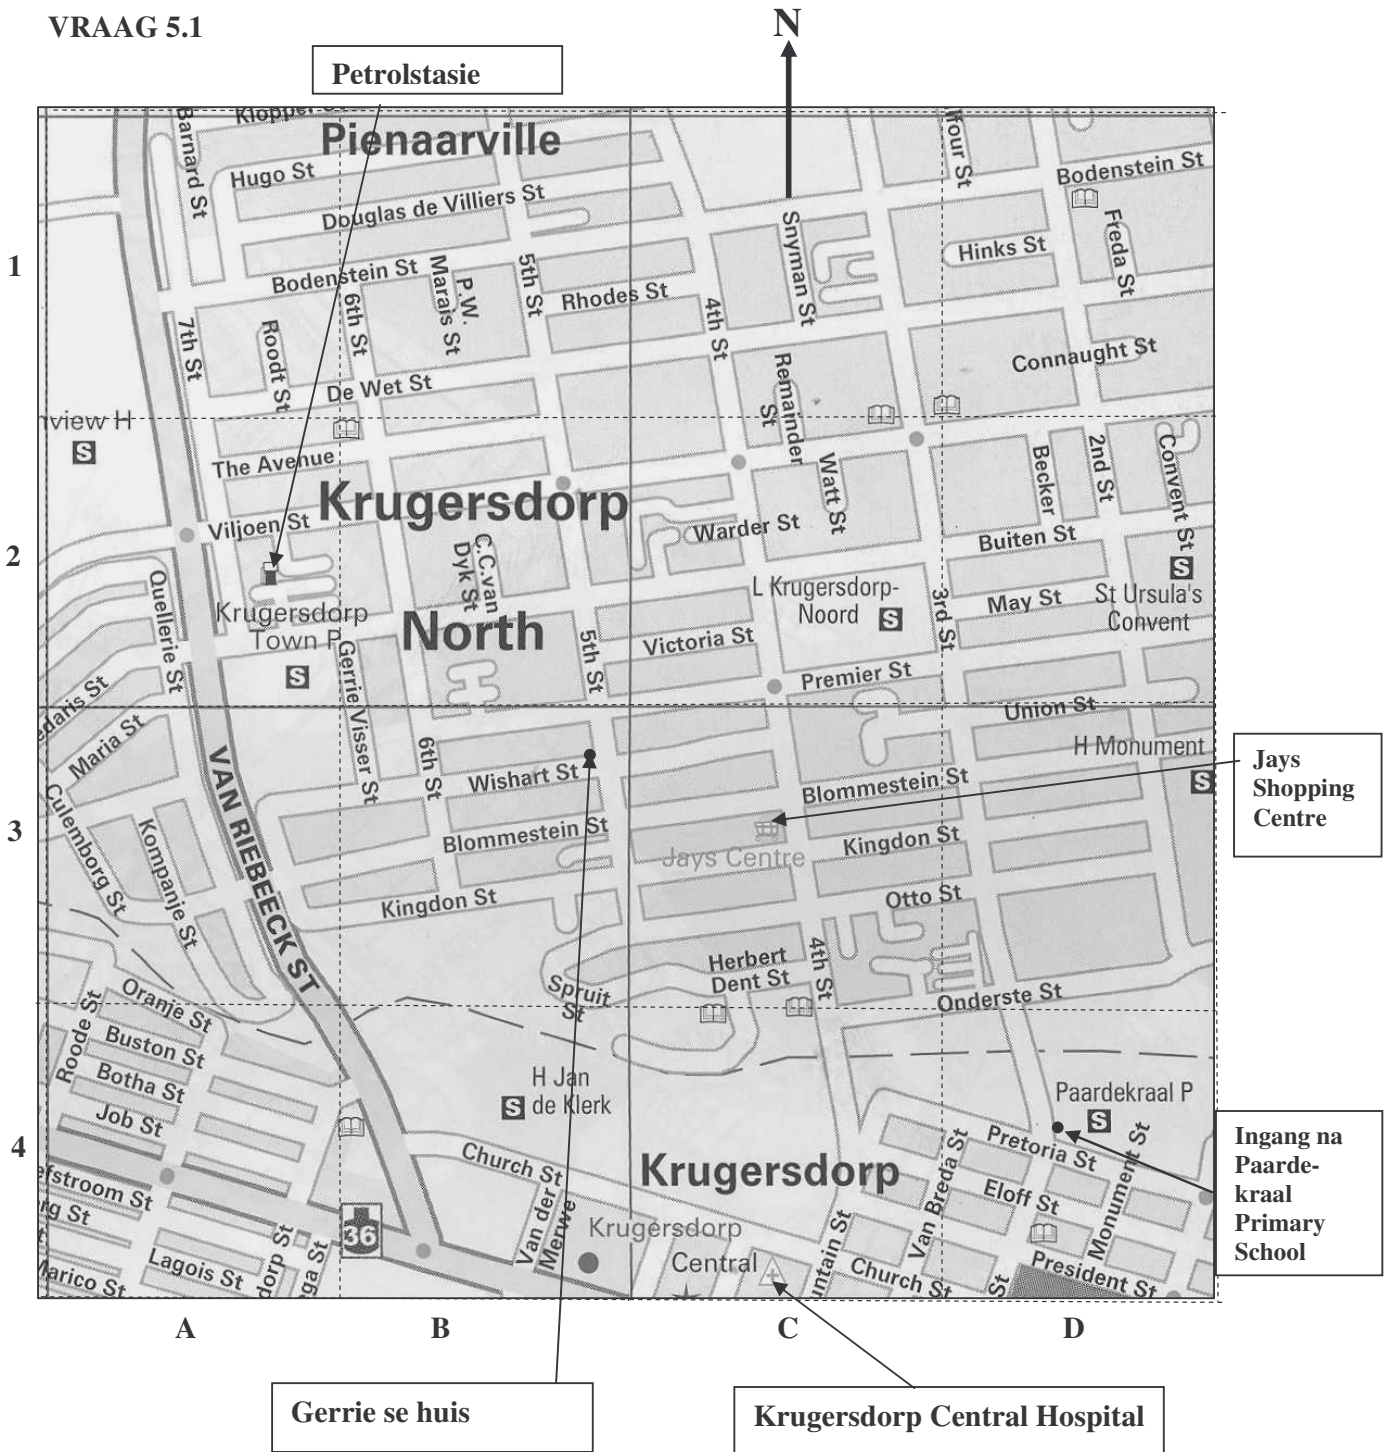 VRAAG 5.1
N
Petrolstasie
Pienaarville
Barnard St
Hugo St
Douglas de Villiers St
Bodenstein St
P.W.
Marais St
5th St
Rhodes St
4th St
Snyman St
Hinks St
Bodenstein St
Freda St
1
7th St
Roodt St
6th St
De Wet St
Remainder
St
Connaught St
S
The Avenue
Krugersdorp
Viljoen St
Watt St
Warder St
Becker
2nd St
Convent St
Buiten St
S
2
C.C.van
Dyk St
Quellerie St
Krugersdorp
Town P
S
North
L Krugersdorp-
Noord
S
3rd St
May St
St Ursula's
Convent
Gerrie Visser St
5th St
Victoria St
Premier St
Union St
Maria St
H Monument
S
Jays
Shopping
Centre
VAN RIEBEECK ST
6th St
Wishart St
Blommestein St
3
Culemborg St
Kompanje St
Blommestein St
Jays Centre
Kingdon St
Kingdon St
Otto St
4th St
Herbert
Dent St
Spruit
St
Onderste St
Oranje St
Roode St
Buston St
Botha St
Job St
H Jan
de Klerk
S
Paardekraal P
S
Ingang na
Paarde-
kraal
Primary
School
4
Church St
Krugersdorp
Pretoria St
Van Breda St
Eloff St
Monument St
36
Van der
Merwe
Krugersdorp
Central
Church St
President St
Lagois St
A
B
C
D
Gerrie se huis
Krugersdorp Central Hospital